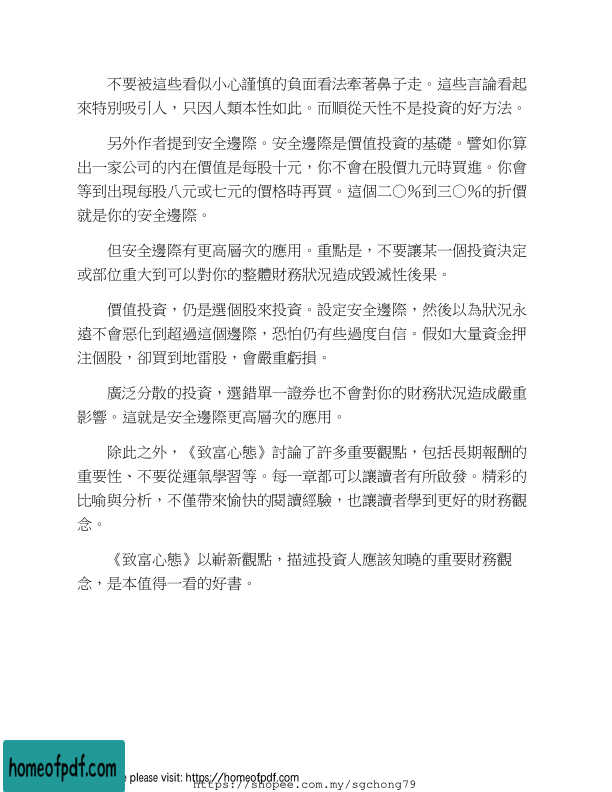 不要被這些看似小心謹慎的負面看法牽著鼻子走。這些言論看起
來特別吸引人，只因人類本性如此。而順從天性不是投資的好方法。
另外作者提到安全邊際。安全邊際是價值投資的基礎。譬如你算
出一家公司的內在價值是每股十元，你不會在股價九元時買進。你會
等到出現每股八元或七元的價格時再買。這個二〇％到三〇％的折價
就是你的安全邊際。
但安全邊際有更高層次的應用。重點是，不要讓某一個投資決定
或部位重大到可以對你的整體財務狀況造成毀滅性後果。
價值投資，仍是選個股來投資。設定安全邊際，然後以為狀況永
遠不會惡化到超過這個邊際，恐怕仍有些過度自信。假如大量資金押
注個股，卻買到地雷股，會嚴重虧損。
廣泛分散的投資，選錯單一證券也不會對你的財務狀況造成嚴重
影響。這就是安全邊際更高層次的應用。
除此之外，《致富心態》討論了許多重要觀點，包括長期報酬的
重要性、不要從運氣學習等。每一章都可以讓讀者有所啟發。精彩的
比喻與分析，不僅帶來愉快的閱讀經驗，也讓讀者學到更好的財務觀
念。
《致富心態》以嶄新觀點，描述投資人應該知曉的重要財務觀
念，是本值得一看的好書。
homeofpdf.com
please visit: https://homeofpdf.com
https://shopee.com.my/sgchong79